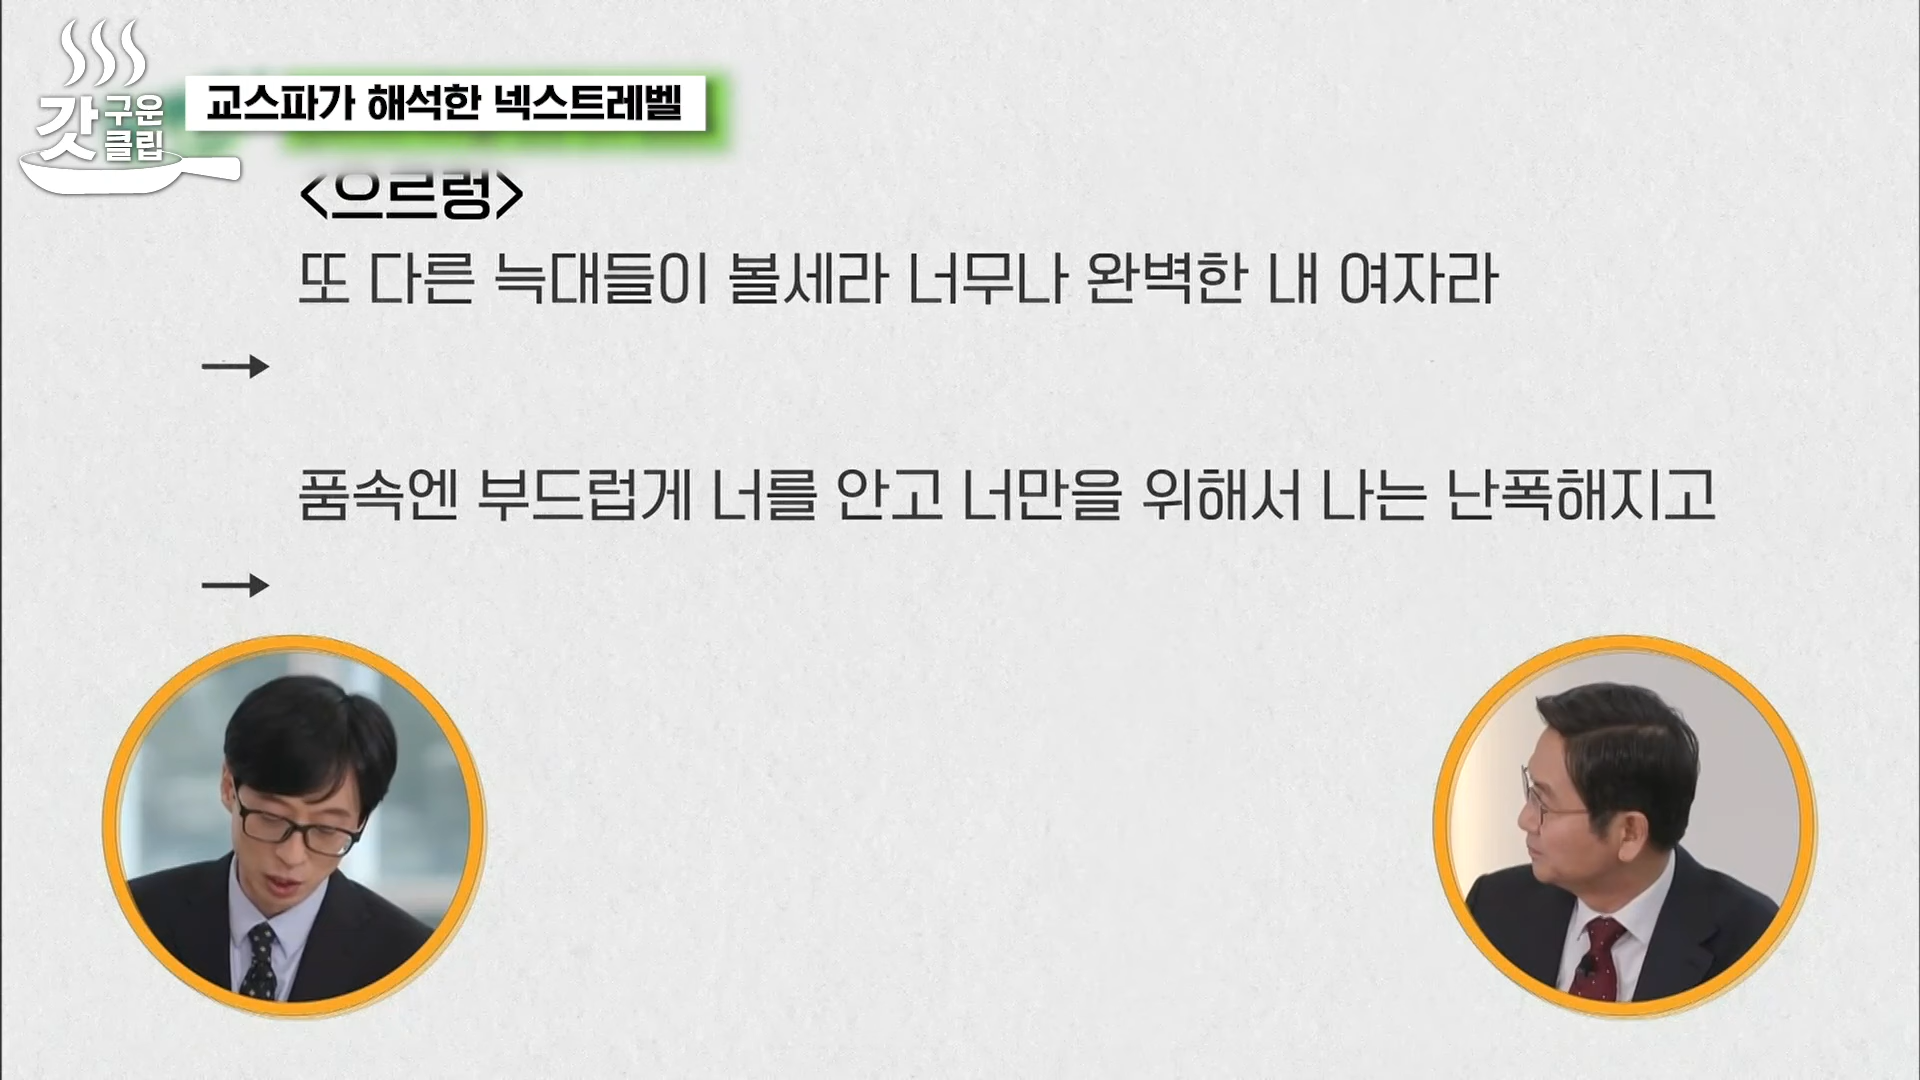 갓구운클립
교스파가 해석한 넥스트레벨
<으르렁>
또 다른 늑대들이 볼세라 너무나 완벽한 내 여자라
→
품속엔 부드럽게 너를 안고 너만을 위해서 나는 난폭해지고
→